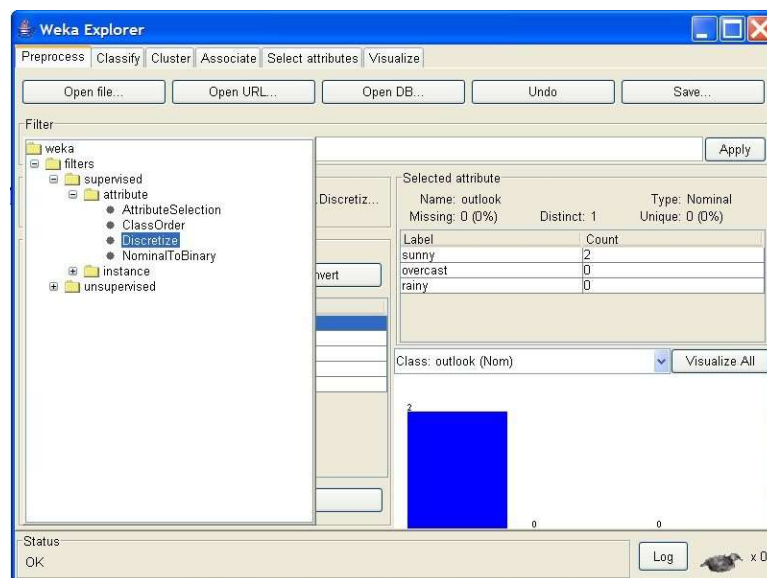 Weka Explorer
Preprocess Classify Cluster Associate Select attributes Visualize
Open file... Open URL... Open DB... Undo Save...
Filter
weka
filters
supervised
attribute
AttributeSelection
ClassOrder
Discretize
NominalToBinary
instance
unsupervised
Apply
.Discretiz...
nvert
Selected attribute
Name: outlook Type: Nominal
Missing: 0 (0%) Distinct: 1 Unique: 0 (0%)
Label Count
sunny 2
overcast 0
rainy 0
Class: outlook (Nom) Visualize All
2
0 0
Status
OK
Log x 0